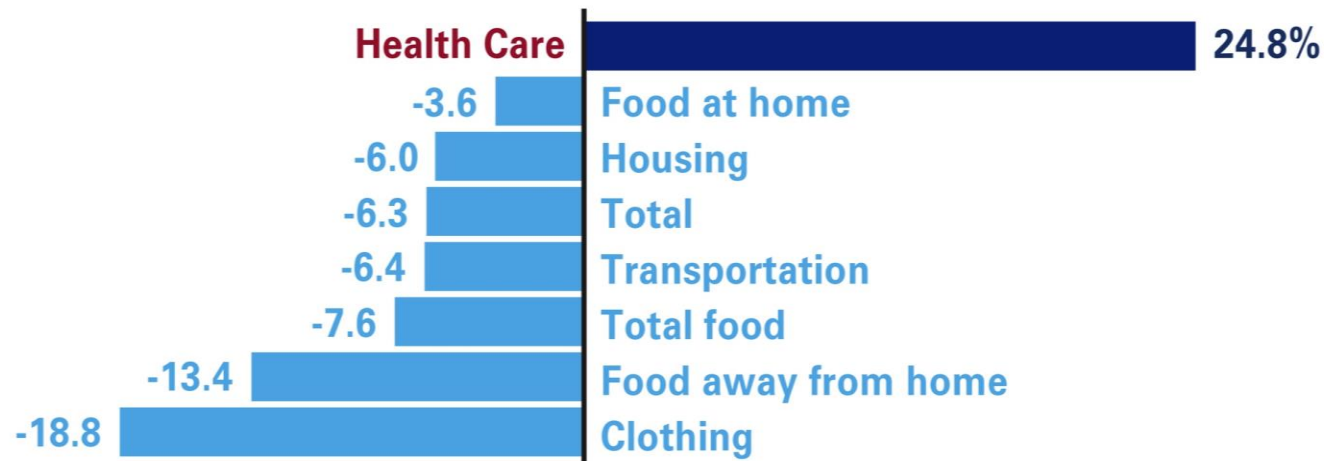 Health Care 24.8%
-3.6 Food at home
-6.0 Housing
-6.3 Total
-6.4 Transportation
-7.6 Total food
-13.4 Food away from home
-18.8 Clothing